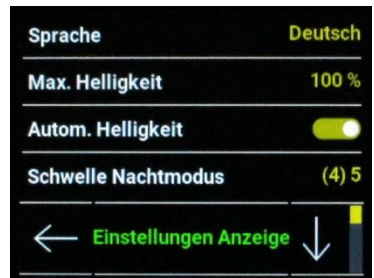 Sprache Deutsch
Max. Helligkeit 100 %
Autom. Helligkeit
Schwelle Nachtmodus (4) 5
Einstellungen Anzeige